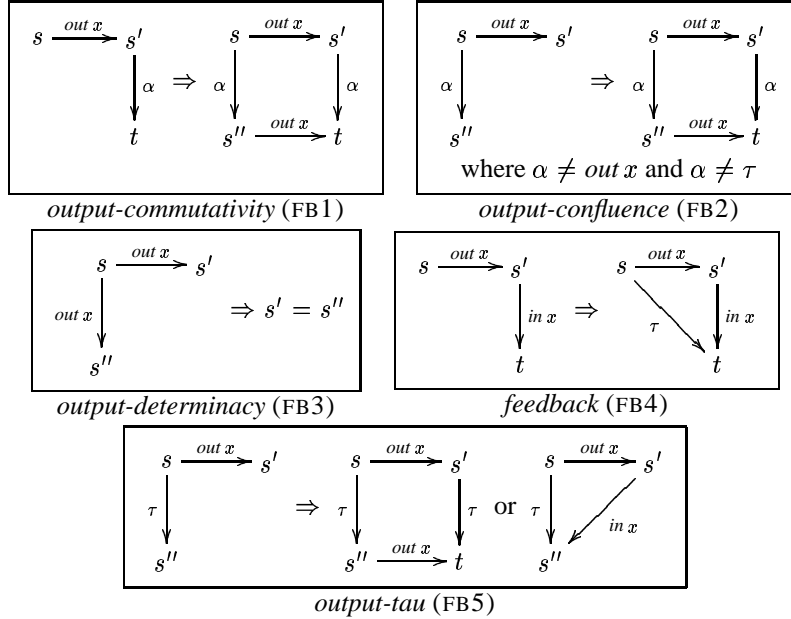 s out x s′ s out x s′
α ⇒ α α
t s′′ out x t
output-commutativity (FB1)
s out x s′ s out x s′
α ⇒ α α
s′′ s′′ out x t
where α ≠ out x and α ≠ τ
output-confluence (FB2)
s out x s′
out x ⇒ s′ = s′′
s′′
output-determinacy (FB3)
s out x s′ s out x s′
in x ⇒ τ in x
t t
feedback (FB4)
s out x s′ s out x s′ s out x s′
τ ⇒ τ τ or τ in x
s′′ s′′ out x t s′′
output-tau (FB5)